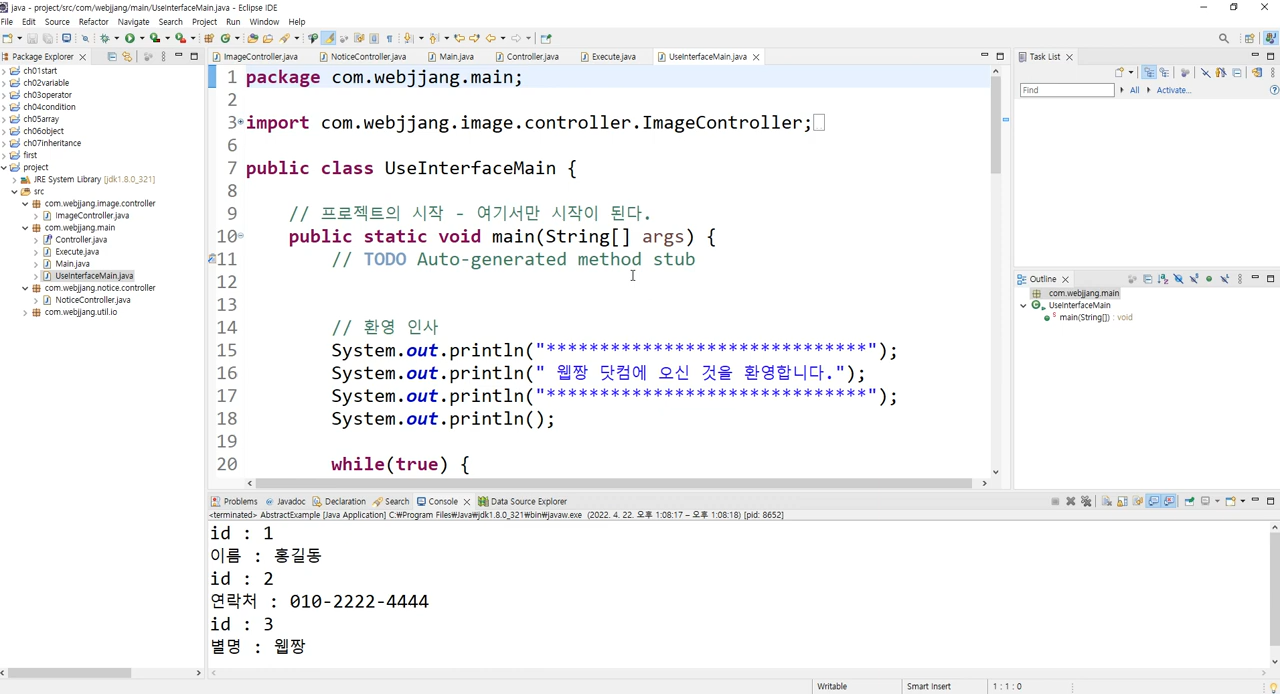 java - project/src/com/webjjang/main/UseInterfaceMain.java - Eclipse IDE
File Edit Source Refactor Navigate Search Project Run Window Help
Package Explorer
ImageController.java NoticeController.java Main.java Controller.java Execute.java UseInterfaceMain.java
Task List
ch01start
ch02variable
ch03operator
ch04condition
ch05array
ch06object
ch07inheritance
first
project
JRE System Library [jdk1.8.0_321]
src
com.webjjang.image.controller
ImageController.java
com.webjjang.main
Controller.java
Execute.java
Main.java
UseInterfaceMain.java
com.webjjang.notice.controller
NoticeController.java
com.webjjang.util.io
1 package com.webjjang.main;
2
3 import com.webjjang.image.controller.ImageController;
6
7 public class UseInterfaceMain {
8
9 // 프로젝트의 시작 - 여기서만 시작이 된다.
10 public static void main(String[] args) {
11 // TODO Auto-generated method stub
12
13
14 // 환영 인사
15 System.out.println("******************************");
16 System.out.println(" 웹짱 닷컴에 오신 것을 환영합니다.");
17 System.out.println("******************************");
18 System.out.println();
19
20 while(true) {
Find All Activate...
Outline
com.webjjang.main
UseInterfaceMain
main(String[]) : void
Problems Javadoc Declaration Search Console Data Source Explorer
<terminated> AbstractExample [Java Application] C:₩Program Files₩Java₩jdk1.8.0_321₩bin₩javaw.exe (2022. 4. 22. 오후 1:08:17 – 오후 1:08:18) [pid: 8652]
id : 1
이름 : 홍길동
id : 2
연락처 : 010-2222-4444
id : 3
별명 : 웹짱
Writable Smart Insert 1 : 1 : 0